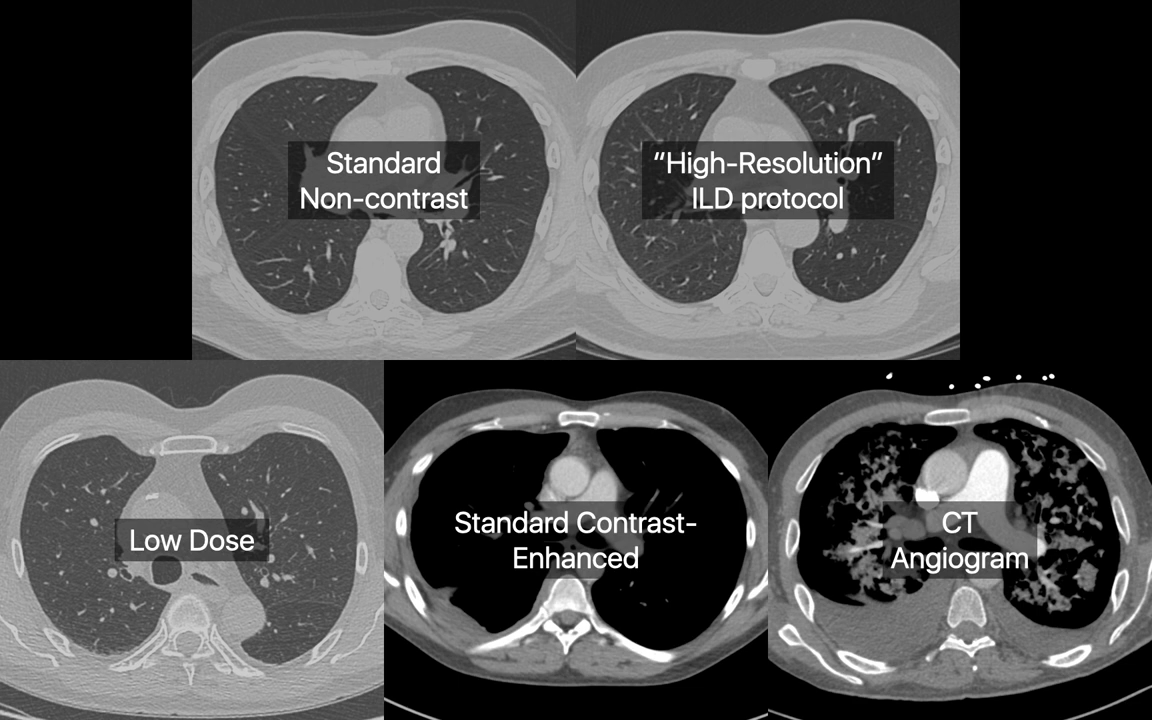 Standard
Non-contrast
“High-Resolution”
ILD protocol
Low Dose
Standard Contrast-
Enhanced
CT
Angiogram